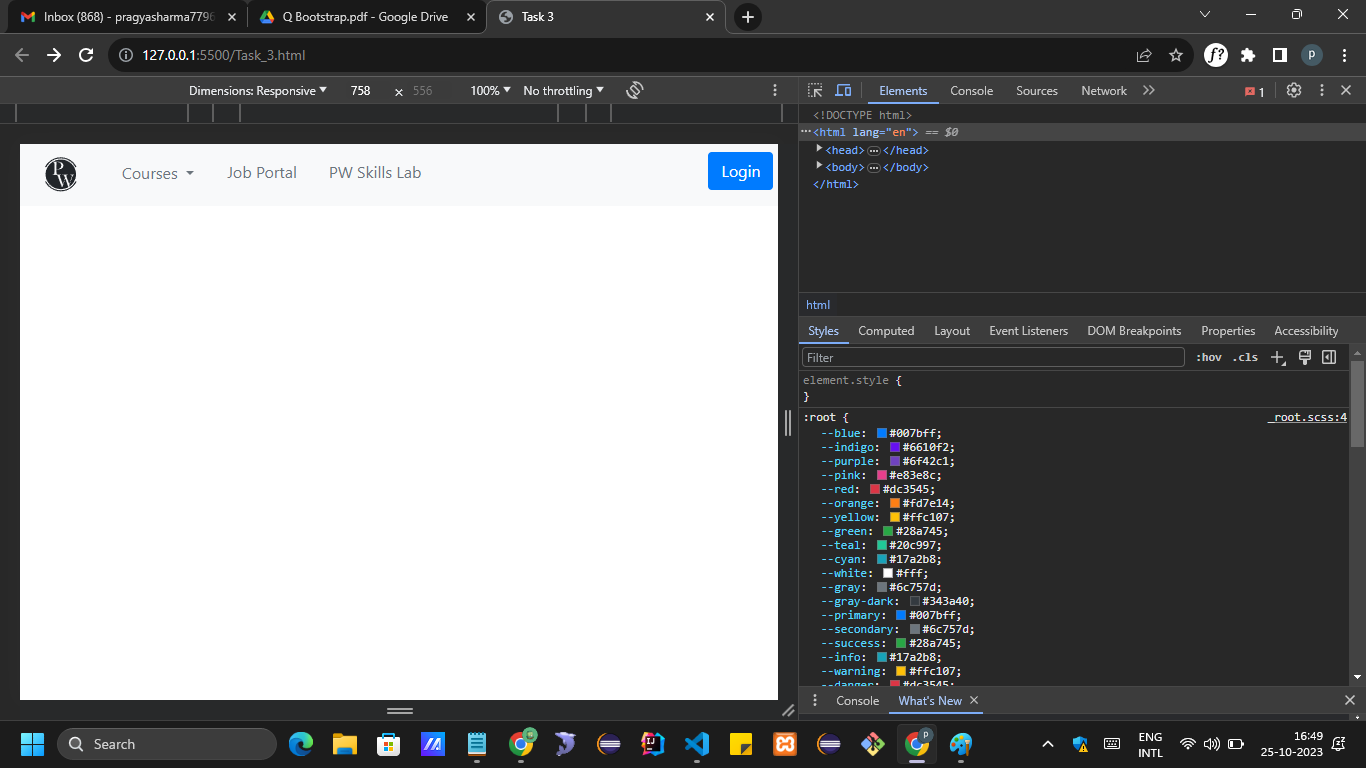 Inbox (868) - pragyasharma7796
Q Bootstrap.pdf - Google Drive
Task 3
127.0.0.1:5500/Task_3.html
f?
P
Dimensions: Responsive
758 x 556
100%
No throttling
Elements
Console
Sources
Network
1
PW
Courses
Job Portal
PW Skills Lab
Login
<!DOCTYPE html>
<html lang="en"> == $0
<head> … </head>
<body> … </body>
</html>
html
Styles
Computed
Layout
Event Listeners
DOM Breakpoints
Properties
Accessibility
Filter
:hov
.cls
element.style {
}
:root {
_root.scss:4
--blue: #007bff;
--indigo: #6610f2;
--purple: #6f42c1;
--pink: #e83e8c;
--red: #dc3545;
--orange: #fd7e14;
--yellow: #ffc107;
--green: #28a745;
--teal: #20c997;
--cyan: #17a2b8;
--white: #fff;
--gray: #6c757d;
--gray-dark: #343a40;
--primary: #007bff;
--secondary: #6c757d;
--success: #28a745;
--info: #17a2b8;
--warning: #ffc107;
--danger: #dc3545;
Console
What's New
Search
ENG
INTL
16:49
25-10-2023